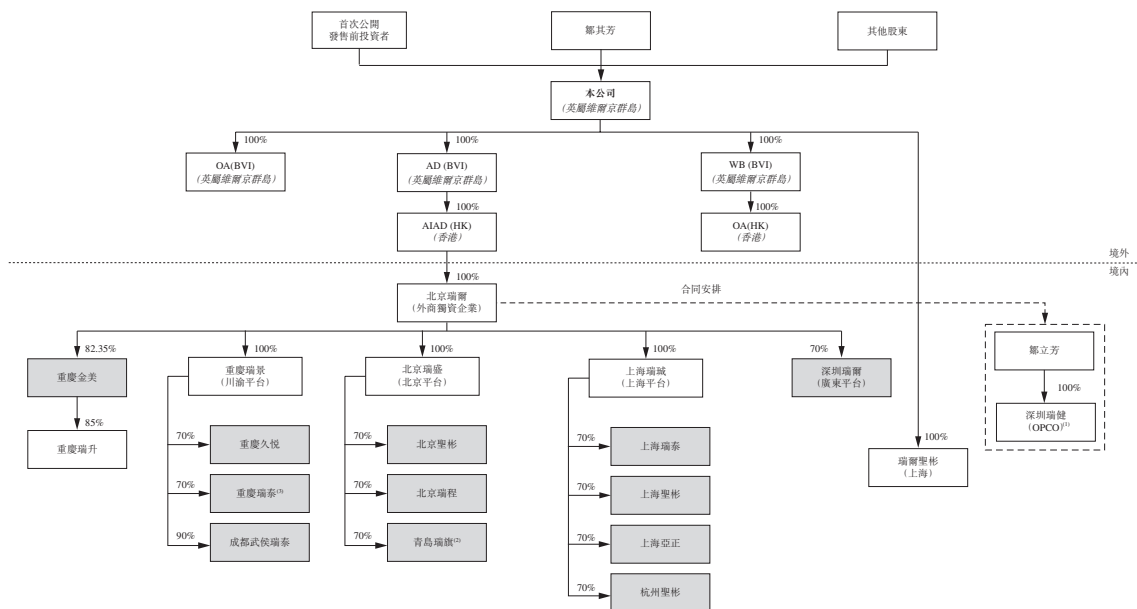 首次公開
發售前投資者
鄒其芳
其他股東
本公司
(英屬維爾京群島)
100%
100%
100%
100%
OA(BVI)
(英屬維爾京群島)
AD (BVI)
(英屬維爾京群島)
WB (BVI)
(英屬維爾京群島)
100%
100%
AIAD (HK)
(香港)
OA(HK)
(香港)
境外
境內
100%
北京瑞爾
(外商獨資企業)
合同安排
82.35%
100%
100%
100%
70%
重慶金美
重慶瑞景
(川渝平台)
北京瑞盛
(北京平台)
上海瑞城
(上海平台)
深圳瑞爾
(廣東平台)
鄒立芳
85%
100%
重慶瑞升
70%
重慶久悅
70%
北京聖彬
70%
上海瑞泰
100%
瑞爾聖彬
(上海)
深圳瑞健
(OPCO)(1)
70%
重慶瑞泰(3)
70%
北京瑞程
70%
上海聖彬
90%
成都武侯瑞泰
70%
青島瑞旗(2)
70%
上海亞正
70%
杭州聖彬